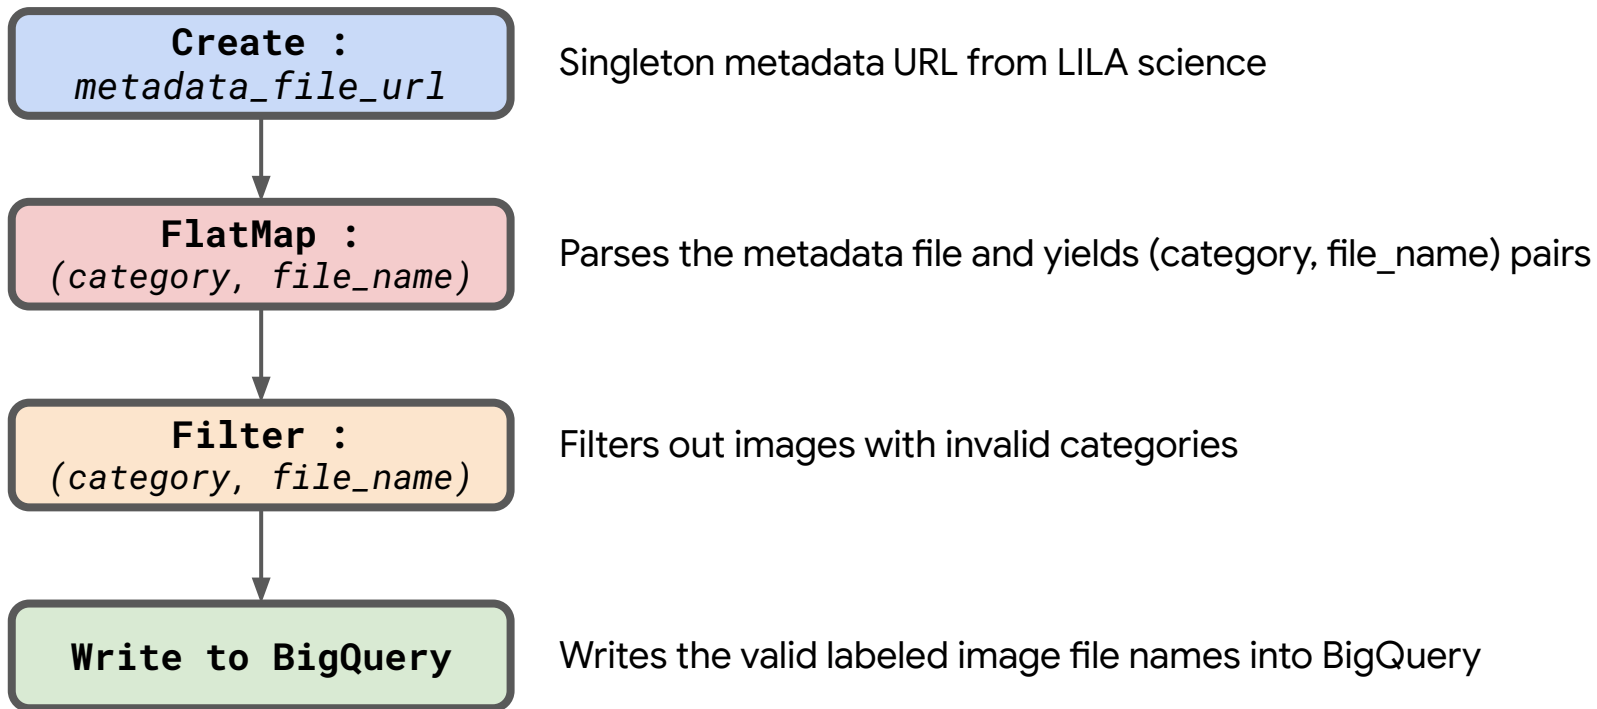 Create :
metadata_file_url
Singleton metadata URL from LILA science
FlatMap :
(category, file_name)
Parses the metadata file and yields (category, file_name) pairs
Filter :
(category, file_name)
Filters out images with invalid categories
Write to BigQuery
Writes the valid labeled image file names into BigQuery